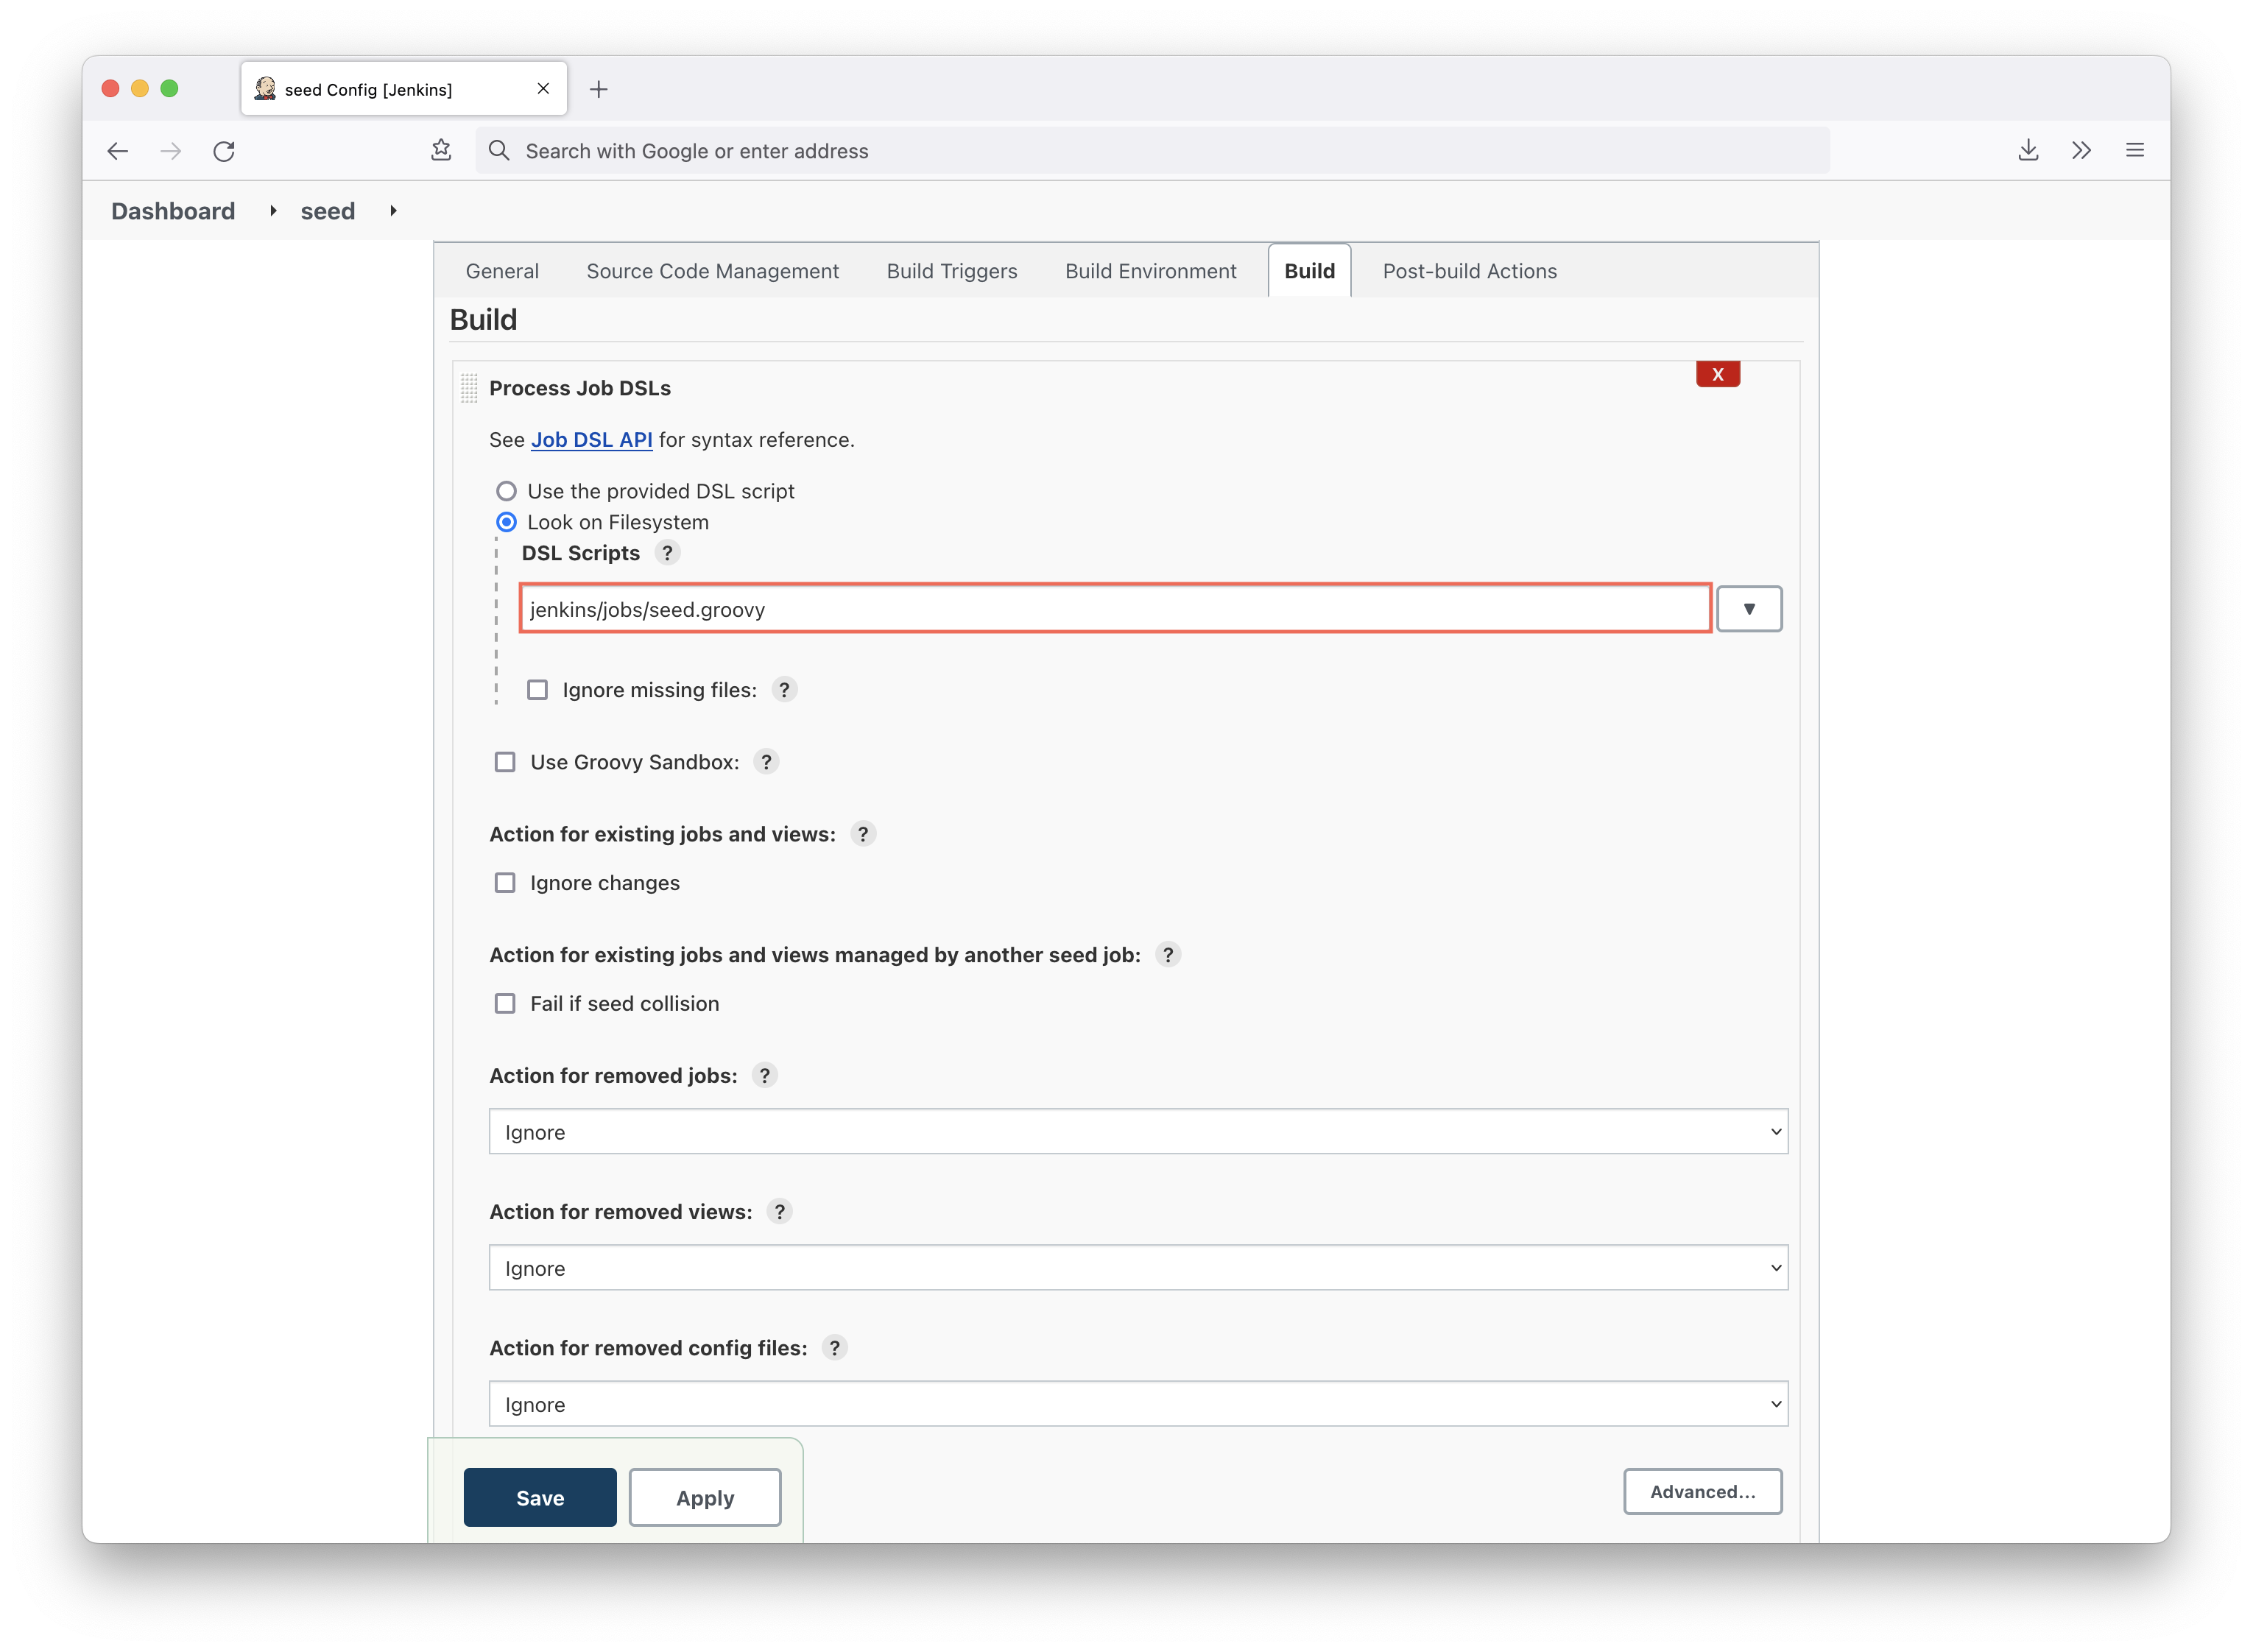 seed Config [Jenkins]
Search with Google or enter address
Dashboard seed
General Source Code Management Build Triggers Build Environment Build Post-build Actions
Build
X
Process Job DSLs
See Job DSL API for syntax reference.
Use the provided DSL script
Look on Filesystem
DSL Scripts ?
jenkins/jobs/seed.groovy
Ignore missing files: ?
Use Groovy Sandbox: ?
Action for existing jobs and views: ?
Ignore changes
Action for existing jobs and views managed by another seed job: ?
Fail if seed collision
Action for removed jobs: ?
Ignore
Action for removed views: ?
Ignore
Action for removed config files: ?
Ignore
Save Apply Advanced...